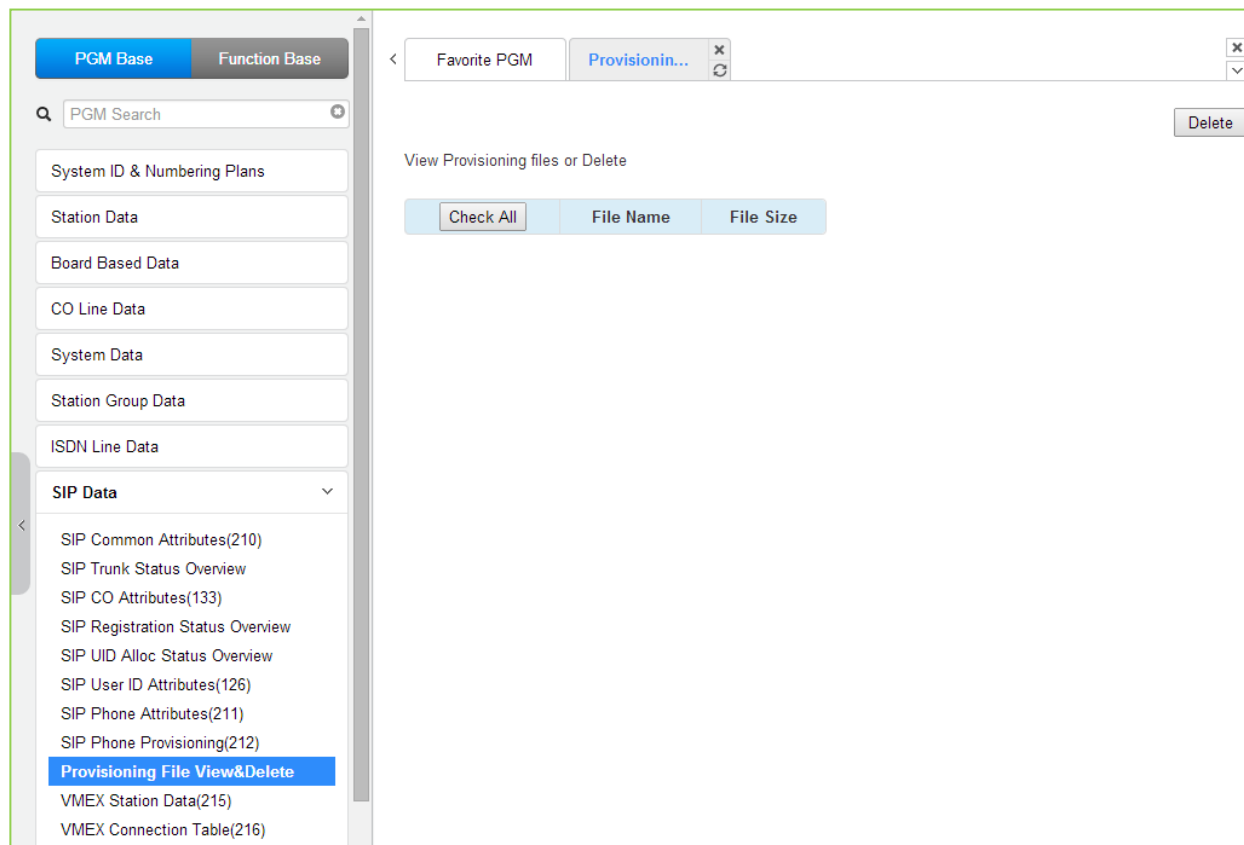 PGM Base Function Base
PGM Search
System ID & Numbering Plans
Station Data
Board Based Data
CO Line Data
System Data
Station Group Data
ISDN Line Data
SIP Data
SIP Common Attributes(210)
SIP Trunk Status Overview
SIP CO Attributes(133)
SIP Registration Status Overview
SIP UID Alloc Status Overview
SIP User ID Attributes(126)
SIP Phone Attributes(211)
SIP Phone Provisioning(212)
Provisioning File View&Delete
VMEX Station Data(215)
VMEX Connection Table(216)
Favorite PGM Provisionin...
Delete
View Provisioning files or Delete
Check All File Name File Size